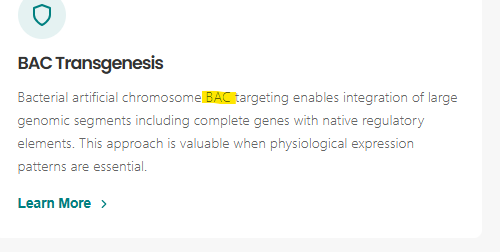 BAC Transgenesis
Bacterial artificial chromosome BAC targeting enables integration of large
genomic segments including complete genes with native regulatory
elements. This approach is valuable when physiological expression
patterns are essential.
Learn More